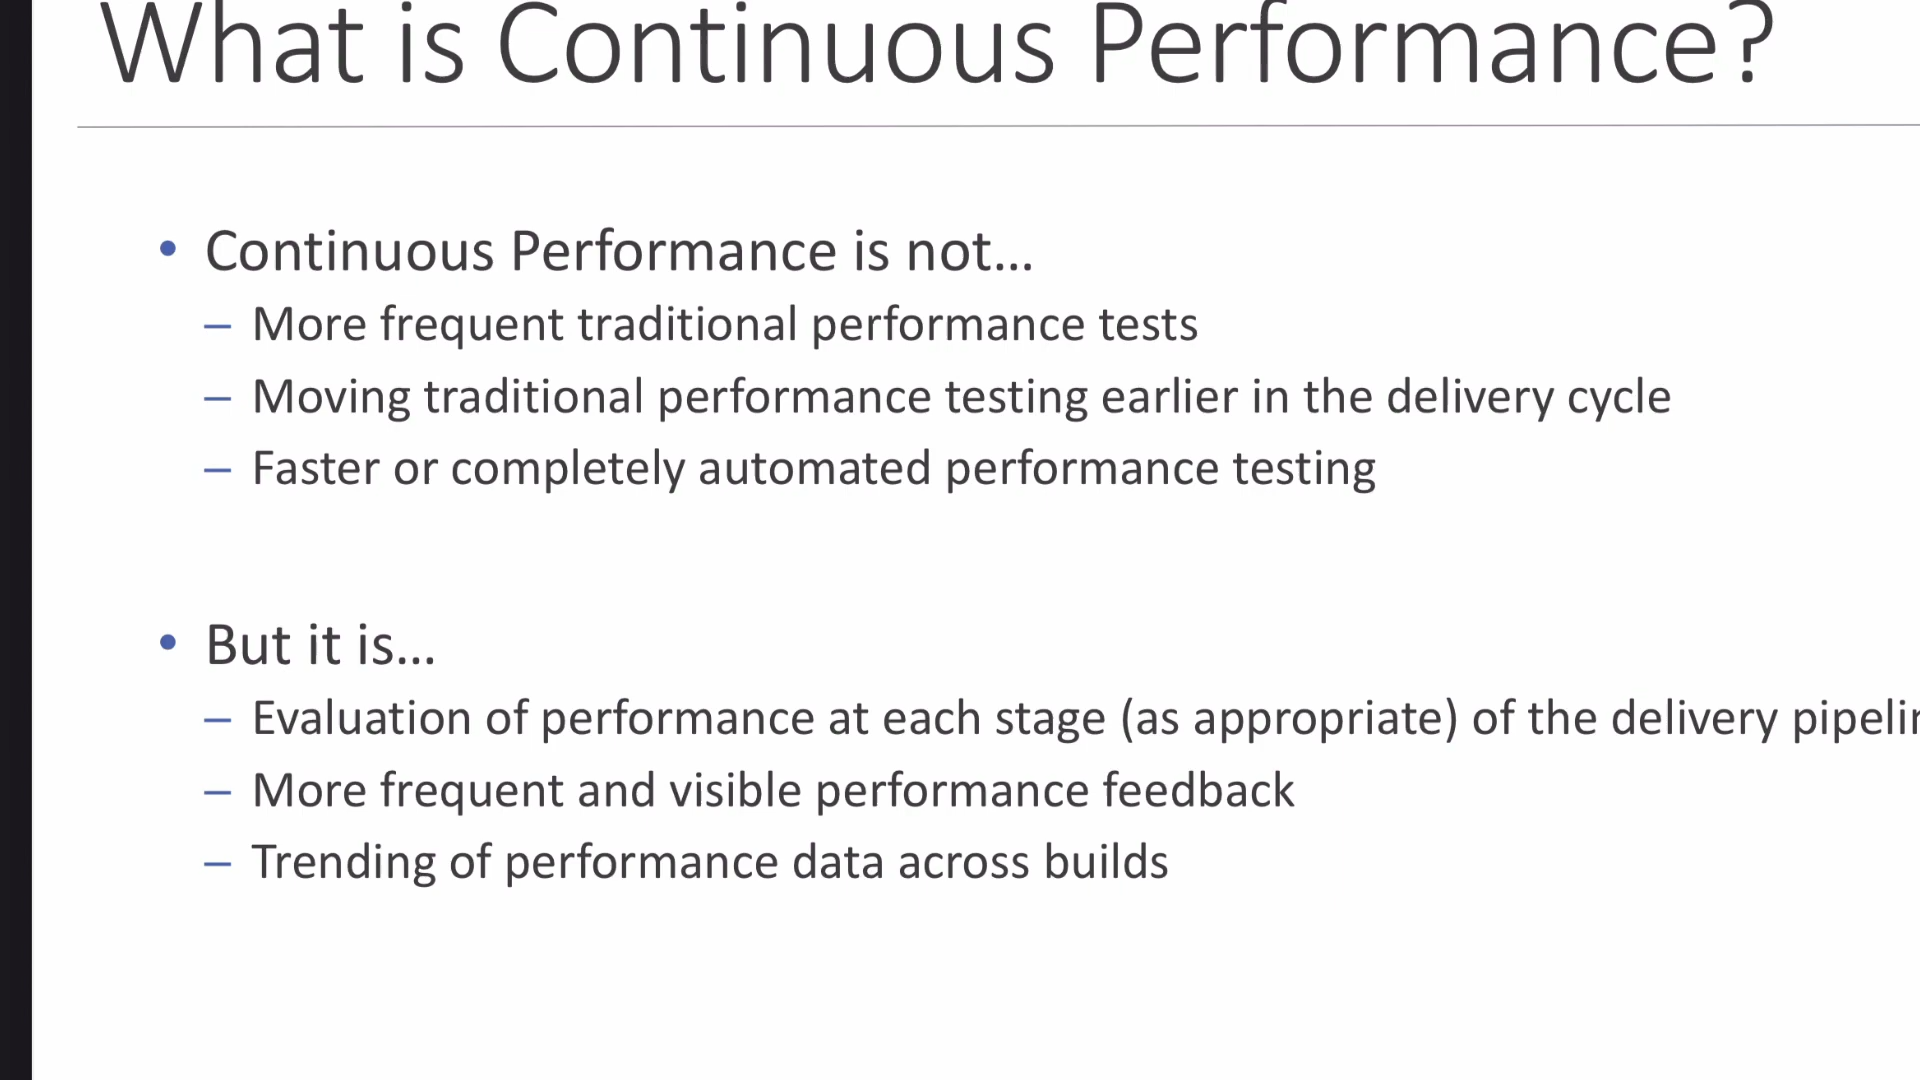 What is Continuous Performance?
• Continuous Performance is not...
– More frequent traditional performance tests
– Moving traditional performance testing earlier in the delivery cycle
– Faster or completely automated performance testing
• But it is...
– Evaluation of performance at each stage (as appropriate) of the delivery
– More frequent and visible performance feedback
– Trending of performance data across builds